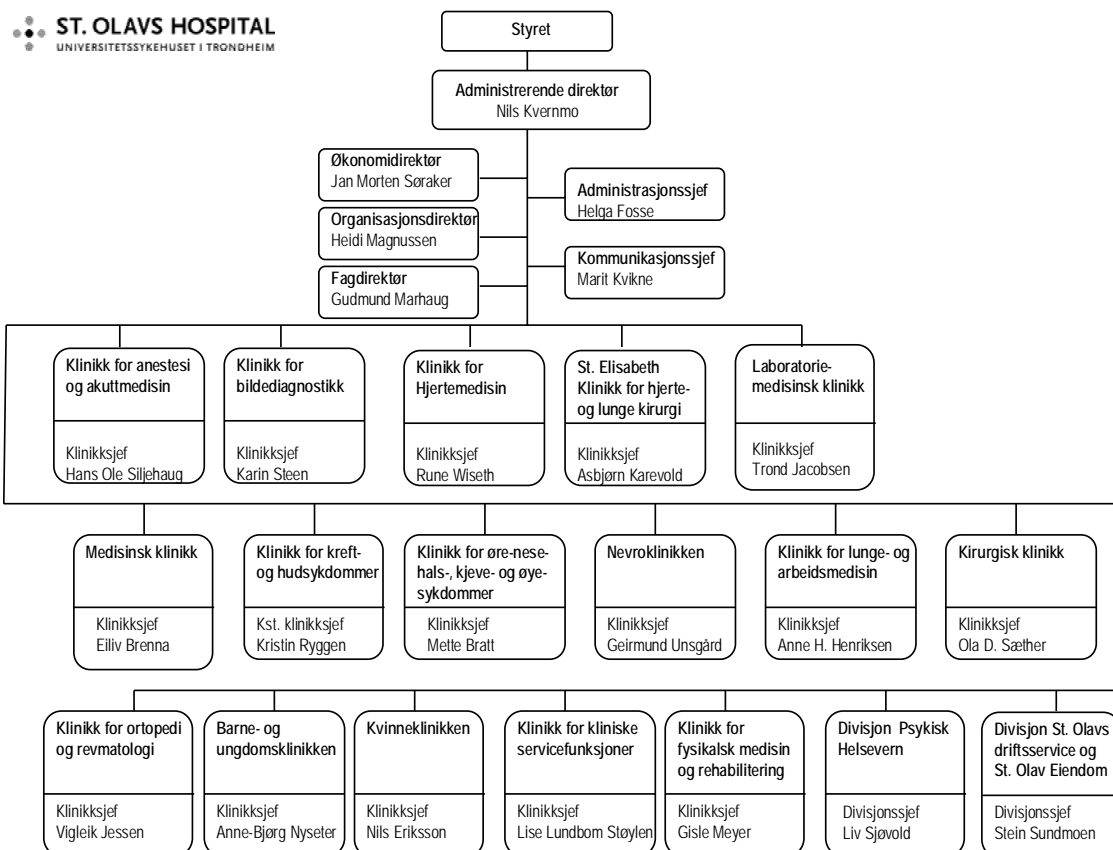 ST. OLAVS HOSPITAL
UNIVERSITETSSYKEHUSET I TRONDHEIM
Styret
Administrerende direktør
Nils Kvernmo
Økonomidirektør
Jan Morten Søraker
Administrasjonssjef
Helga Fosse
Organisasjonsdirektør
Heidi Magnussen
Kommunikasjonssjef
Marit Kvikne
Fagdirektør
Gudmund Marhaug
Klinikk for anestesi
og akuttmedisin
Klinikksjef
Hans Ole Siljehaug
Klinikk for
bildediagnostikk
Klinikksjef
Karin Steen
Klinikk for
Hjertemedisin
Klinikksjef
Rune Wiseth
St. Elisabeth
Klinikk for hjerte-
og lunge kirurgi
Klinikksjef
Asbjørn Karevold
Laboratorie-
medisinsk klinikk
Klinikksjef
Trond Jacobsen
Medisinsk klinikk
Klinikksjef
Eiliv Brenna
Klinikk for kreft-
og hudsykdommer
Kst. klinikksjef
Kristin Ryggen
Klinikk for øre-nese-
hals-, kjeve- og øye-
sykdommer
Klinikksjef
Mette Bratt
Nevroklinikken
Klinikksjef
Geirmund Unsgård
Klinikk for lunge- og
arbeidsmedisin
Klinikksjef
Anne H. Henriksen
Kirurgisk klinikk
Klinikksjef
Ola D. Sæther
Klinikk for ortopedi
og revmatologi
Klinikksjef
Vigleik Jessen
Barne- og
ungdomsklinikken
Klinikksjef
Anne-Bjørg Nyseter
Kvinneklinikken
Klinikksjef
Nils Eriksson
Klinikk for kliniske
servicefunksjoner
Klinikksjef
Lise Lundbom Støylen
Klinikk for
fysikalsk medisin
og rehabilitering
Klinikksjef
Gisle Meyer
Divisjon Psykisk
Helsevern
Divisjonssjef
Liv Sjøvold
Divisjon St. Olavs
driftsservice og
St. Olav Eiendom
Divisjonssjef
Stein Sundmoen